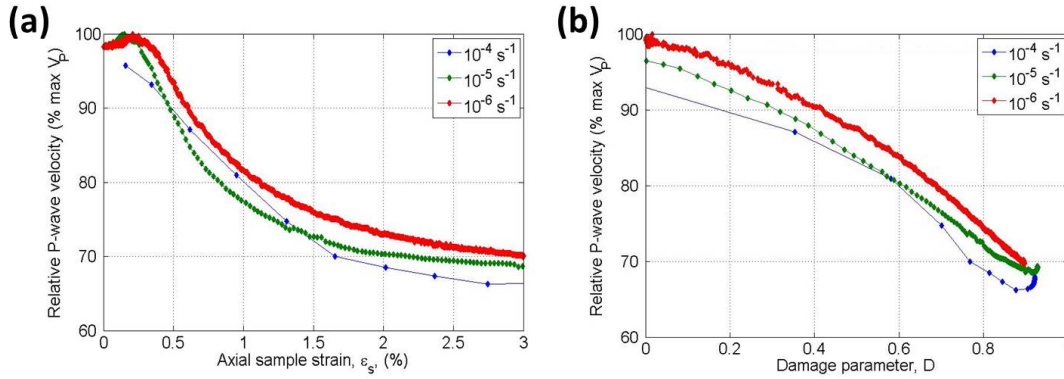 (a)
Relative P-wave velocity (% max Vp)
100
90
80
70
60
0 0.5 1 1.5 2 2.5 3
Axial sample strain, εs, (%)
10⁻⁴ s⁻¹
10⁻⁵ s⁻¹
10⁻⁶ s⁻¹
(b)
Relative P-wave velocity (% max Vp)
100
90
80
70
60
0 0.2 0.4 0.6 0.8
Damage parameter, D
10⁻⁴ s⁻¹
10⁻⁵ s⁻¹
10⁻⁶ s⁻¹